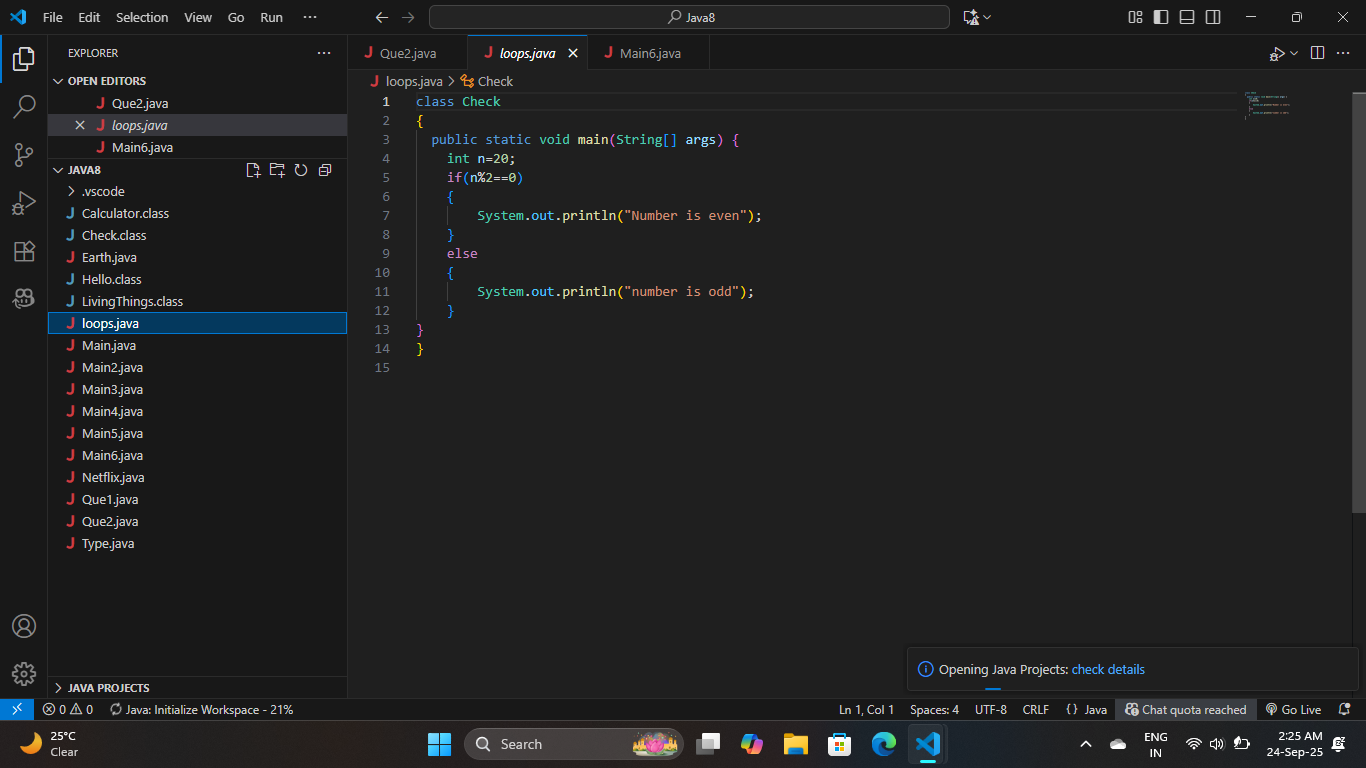 File Edit Selection View Go Run ···
Java8
EXPLORER ···
OPEN EDITORS
Que2.java
loops.java
Main6.java
JAVA8
.vscode
Calculator.class
Check.class
Earth.java
Hello.class
LivingThings.class
loops.java
Main.java
Main2.java
Main3.java
Main4.java
Main5.java
Main6.java
Netflix.java
Que1.java
Que2.java
Type.java
JAVA PROJECTS
Que2.java loops.java Main6.java
loops.java > Check
1 class Check
2 {
3 public static void main(String[] args) {
4 int n=20;
5 if(n%2==0)
6 {
7 System.out.println("Number is even");
8 }
9 else
10 {
11 System.out.println("number is odd");
12 }
13 }
14 }
15
Opening Java Projects: check details
0 0 Java: Initialize Workspace - 21% Ln 1, Col 1 Spaces: 4 UTF-8 CRLF {} Java Chat quota reached Go Live
25°C
Clear
Search
ENG
IN
2:25 AM
24-Sep-25